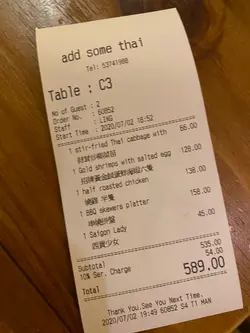 add some thai
Tel: 53741988
Table : C3
No of Guest : 2
Order No. : 60852
Staff : LING
Start Time : 2020/07/02 18:52
1 stir-fried Thai cabbage with 66.00
1 Gold shrimps with salted egg 128.00
1 half roasted chicken 138.00
1 BBQ skewers platter 158.00
1 Saigon Lady 45.00
西貢少女
Subtotal 535.00
10% Ser. Charge 54.00
Total 589.00
Thank You.See You Next Time.
2020/07/02 19:49 60852 S4 TI MAN